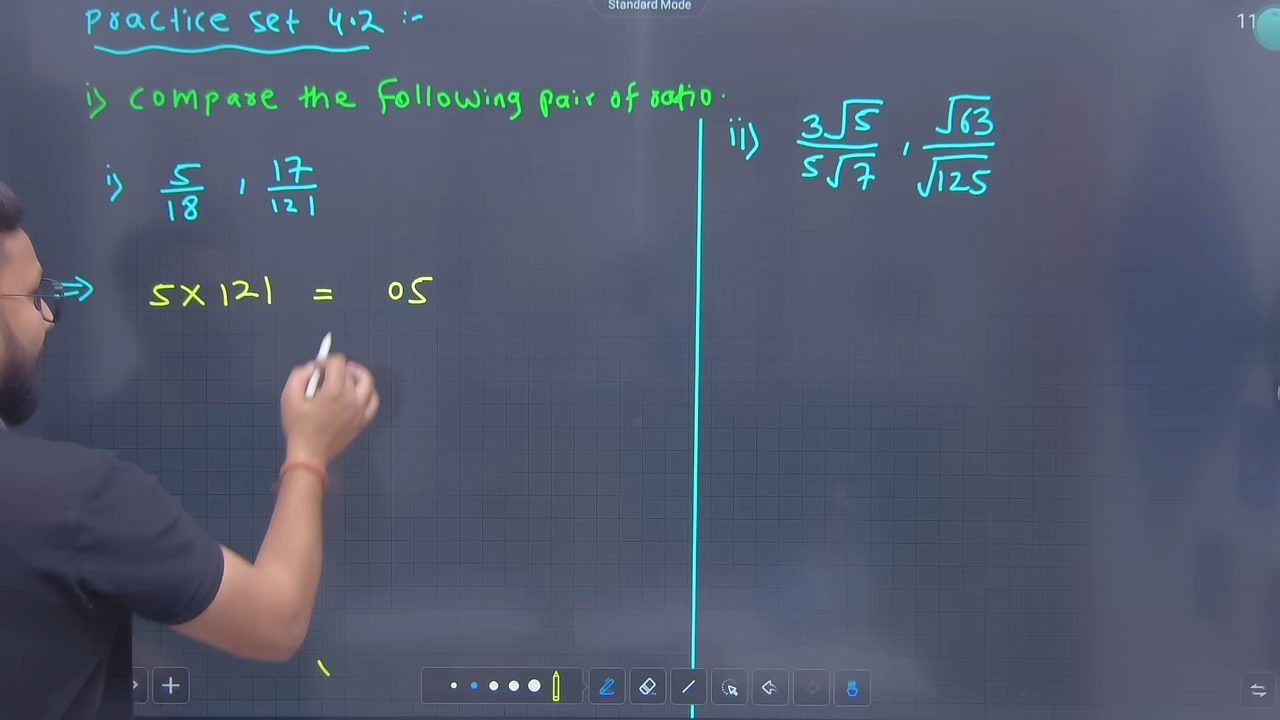 Standard Mode
11
Practice set 4.2 :-
i) compare the following pair of ratio.
i) 5/18 , 17/121
⇒ 5 × 121 = 05
ii) 3√5/5√7 , √63/√125